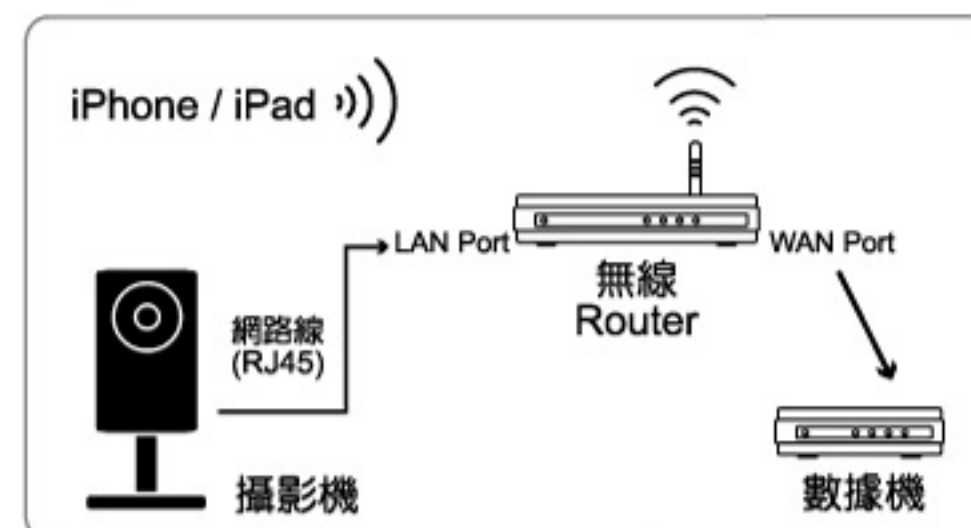 iPhone / iPad
LAN Port
WAN Port
無線
Router
網路線
(RJ45)
攝影機
數據機